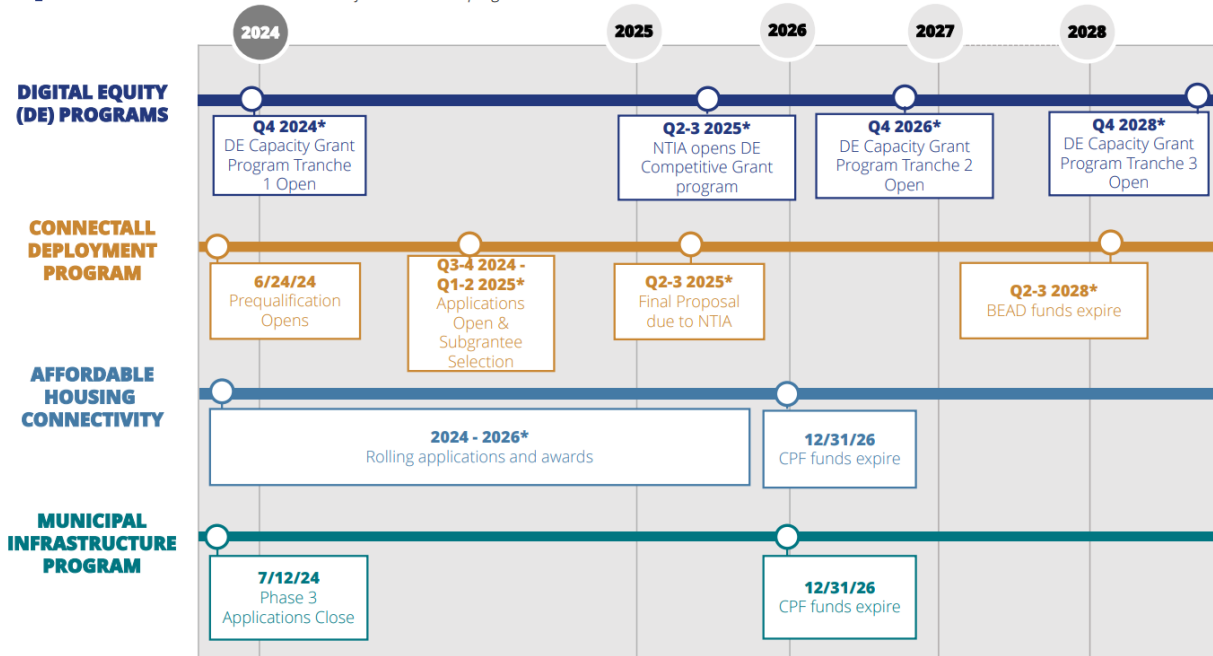 2024
2025
2026
2027
2028
DIGITAL EQUITY
(DE) PROGRAMS
Q4 2024*
DE Capacity Grant
Program Tranche
1 Open
Q2-3 2025*
NTIA opens DE
Competitive Grant
program
Q4 2026*
DE Capacity Grant
Program Tranche 2
Open
Q4 2028*
DE Capacity Grant
Program Tranche 3
Open
CONNECTALL
DEPLOYMENT
PROGRAM
6/24/24
Prequalification
Opens
Q3-4 2024 -
Q1-2 2025*
Applications
Open &
Subgrantee
Selection
Q2-3 2025*
Final Proposal
due to NTIA
Q2-3 2028*
BEAD funds expire
AFFORDABLE
HOUSING
CONNECTIVITY
2024 - 2026*
Rolling applications and awards
12/31/26
CPF funds expire
MUNICIPAL
INFRASTRUCTURE
PROGRAM
7/12/24
Phase 3
Applications Close
12/31/26
CPF funds expire